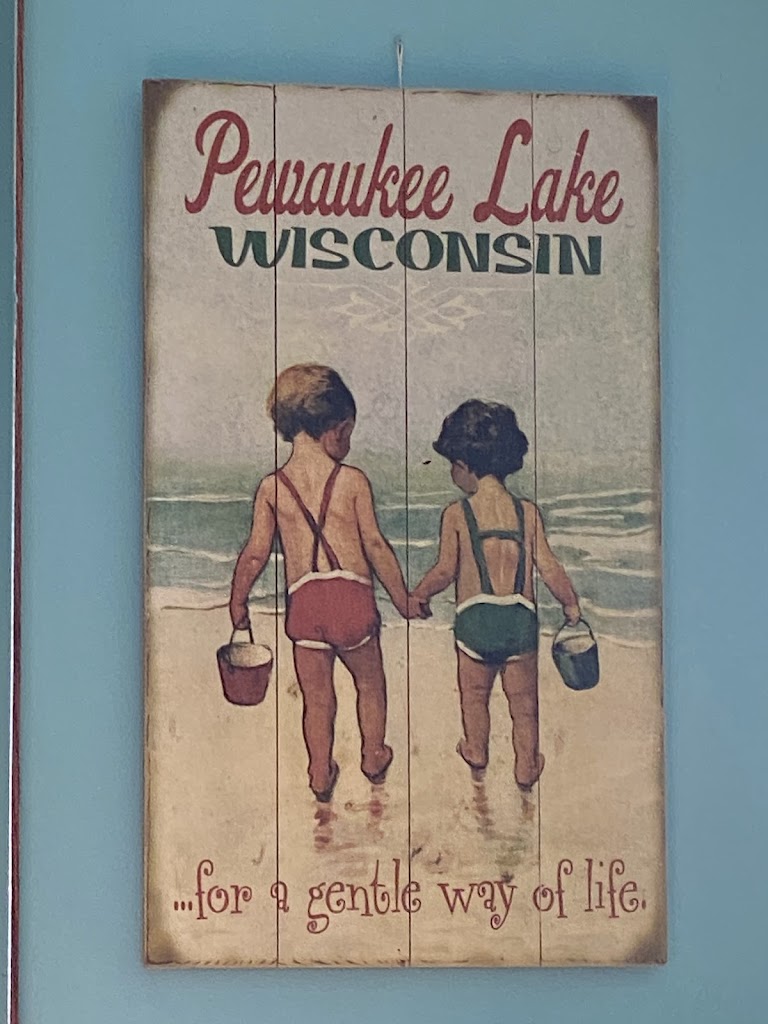 Pewaukee Lake
WISCONSIN
...for a gentle way of life.